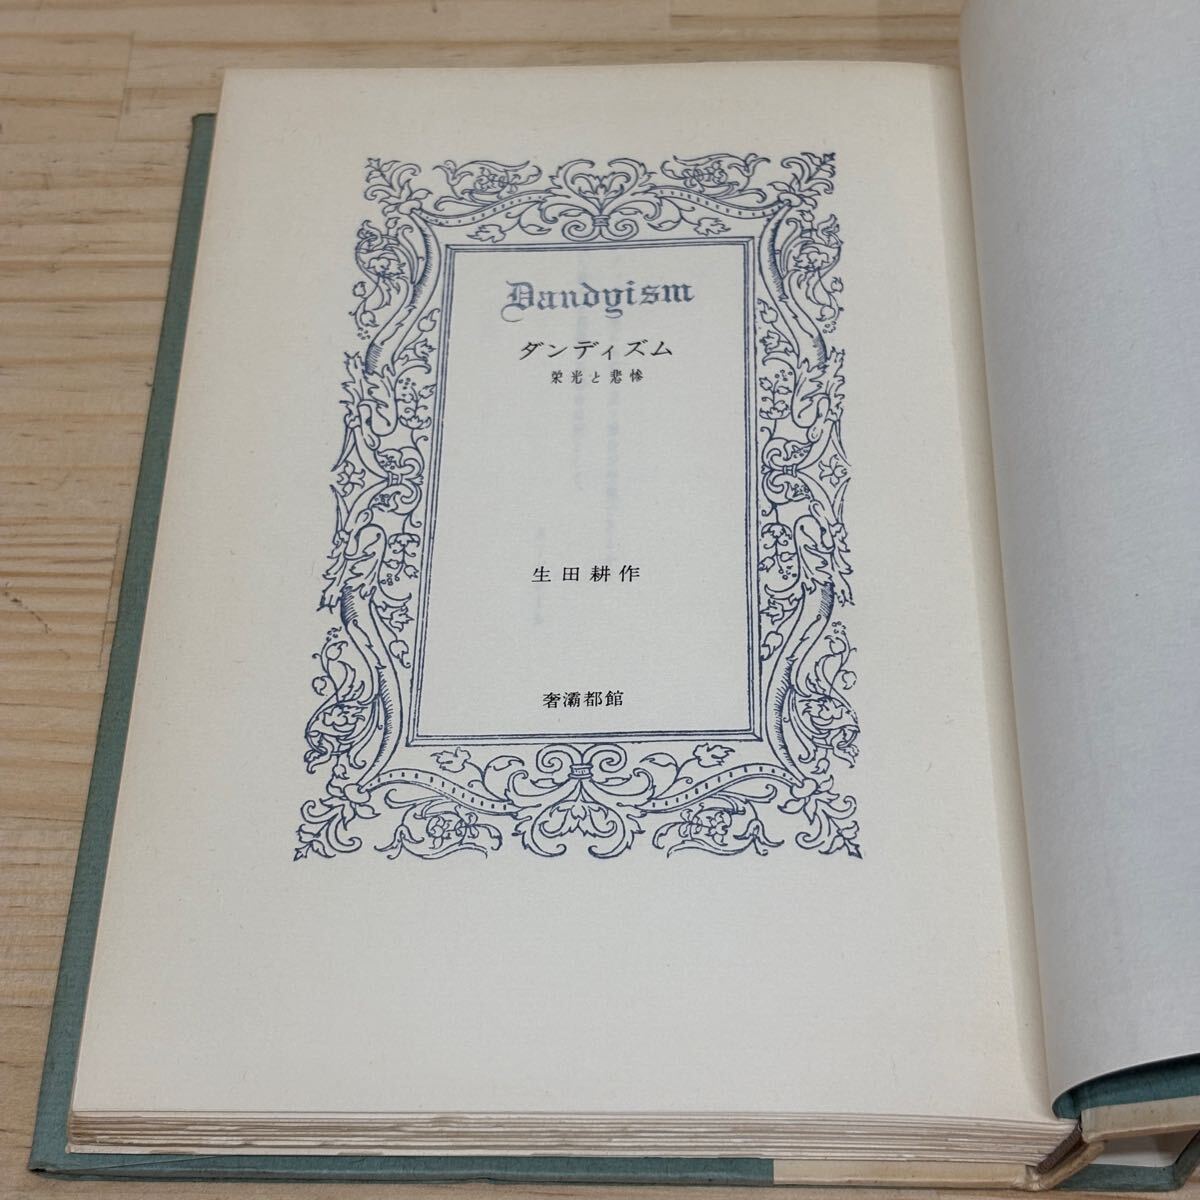 Dandyism
ダンディズム
栄光と悲惨
生田耕作
奢灞都館